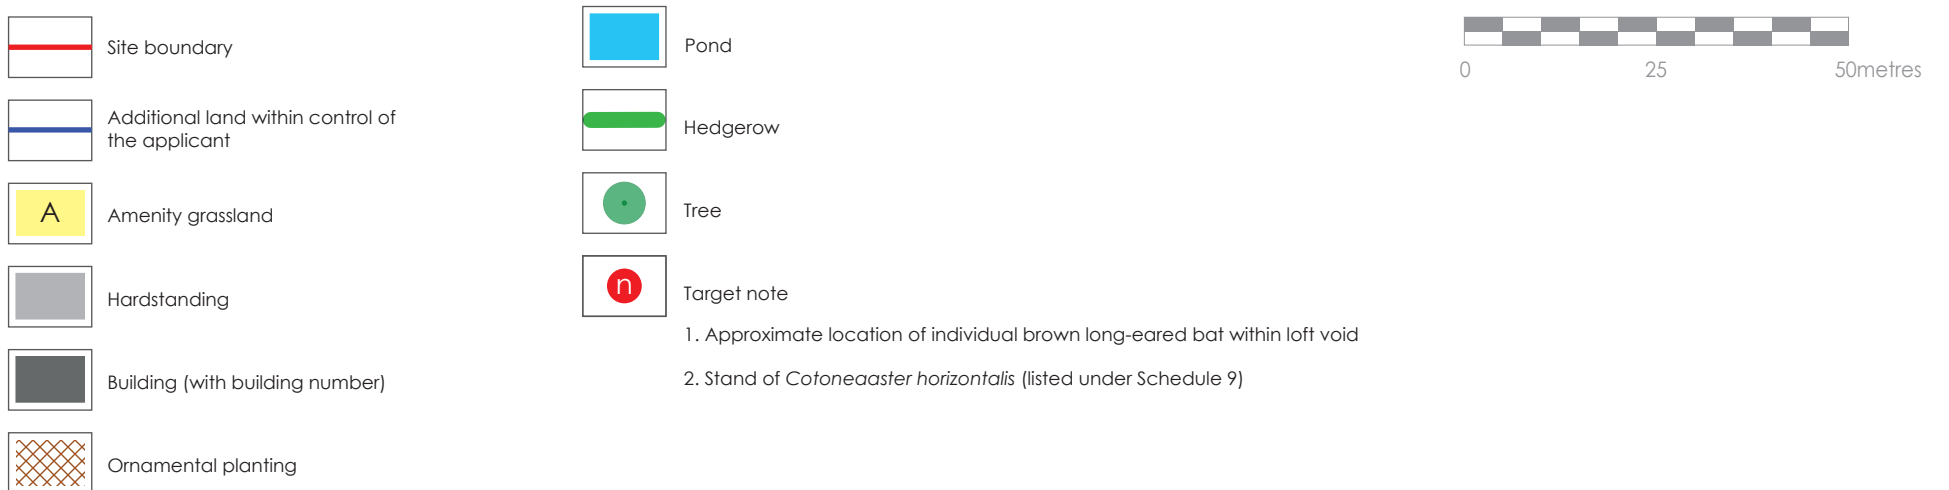 Site boundary
Additional land within control of
the applicant
A
Amenity grassland
Hardstanding
Building (with building number)
Ornamental planting
Pond
Hedgerow
Tree
n
Target note
1. Approximate location of individual brown long-eared bat within loft void
2. Stand of Cotoneaaster horizontalis (listed under Schedule 9)
0 25 50metres